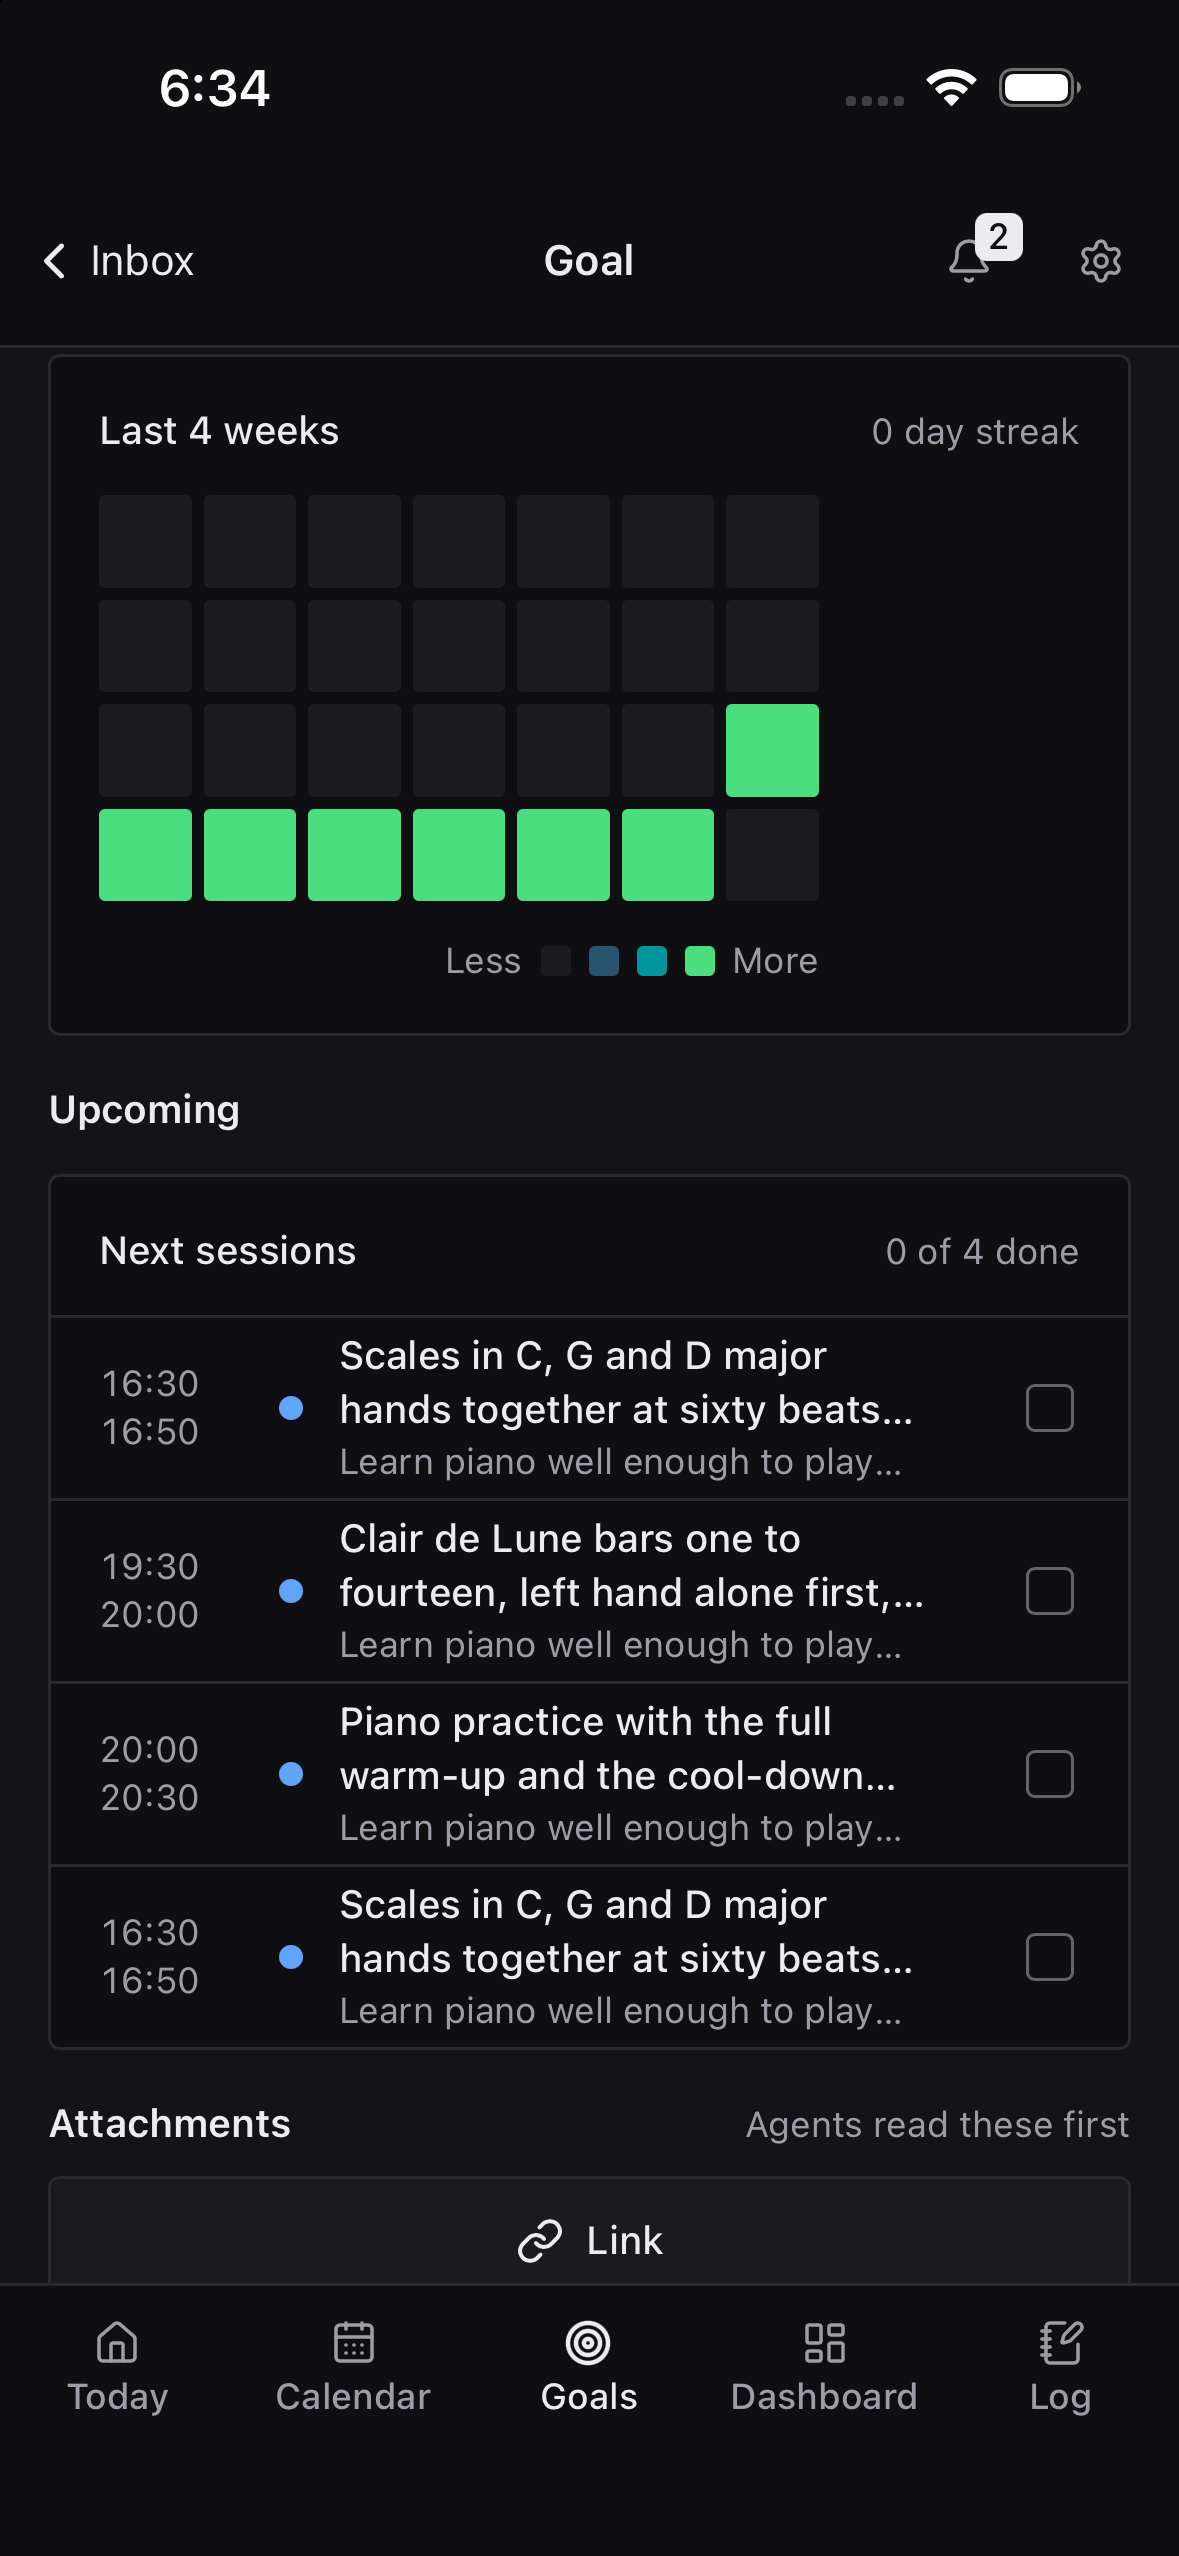 6:34
Inbox
Goal
2
Last 4 weeks
0 day streak
Less
More
Upcoming
Next sessions
0 of 4 done
16:30
16:50
Scales in C, G and D major
hands together at sixty beats...
Learn piano well enough to play...
19:30
20:00
Clair de Lune bars one to
fourteen, left hand alone first,...
Learn piano well enough to play...
20:00
20:30
Piano practice with the full
warm-up and the cool-down...
Learn piano well enough to play...
16:30
16:50
Scales in C, G and D major
hands together at sixty beats...
Learn piano well enough to play...
Attachments
Agents read these first
Link
Today
Calendar
Goals
Dashboard
Log